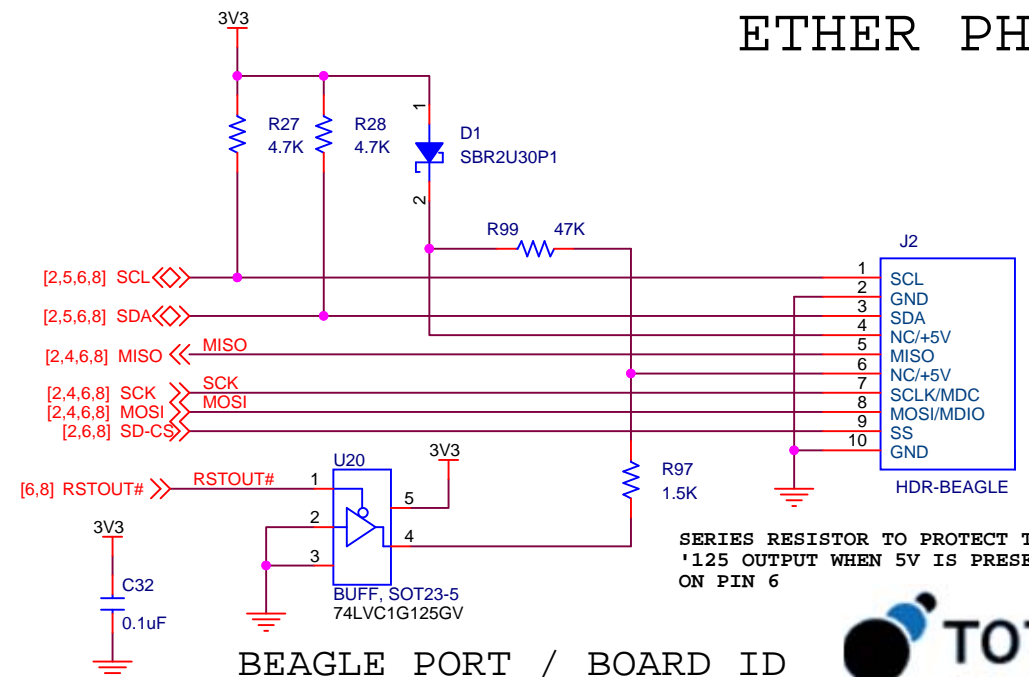 3V3
ETHER PH
1
R27
4.7K
R28
4.7K
D1
SBR2U30P1
2
R99 47K
J2
[2,5,6,8] SCL
1 SCL
2 GND
[2,5,6,8] SDA
3 SDA
4 NC/+5V
[2,4,6,8] MISO MISO
5 MISO
6 NC/+5V
[2,4,6,8] SCK SCK
7 SCLK/MDC
[2,4,6,8] MOSI MOSI
8 MOSI/MDIO
[2,6,8] SD-CS
9 SS
10 GND
HDR-BEAGLE
U20
3V3
R97
1.5K
[6,8] RSTOUT# RSTOUT# 1
5
2
4
3
BUFF, SOT23-5
74LVC1G125GV
3V3
C32
0.1uF
SERIES RESISTOR TO PROTECT T
'125 OUTPUT WHEN 5V IS PRESE
ON PIN 6
BEAGLE PORT / BOARD ID
TOT